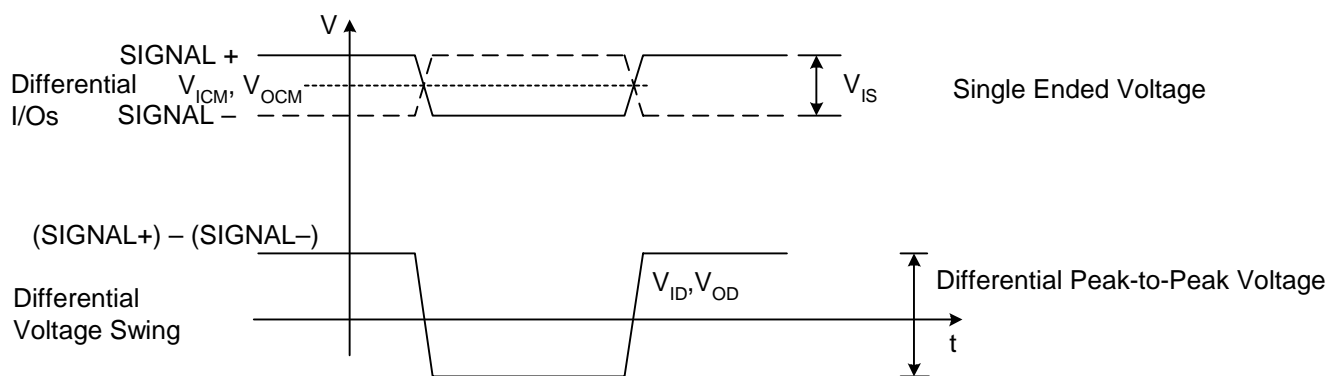 V
SIGNAL +
Differential V_ICM, V_OCM
I/Os SIGNAL –
V_IS
Single Ended Voltage
(SIGNAL+) – (SIGNAL–)
V_ID,V_OD
Differential Peak-to-Peak Voltage
Differential
Voltage Swing
t